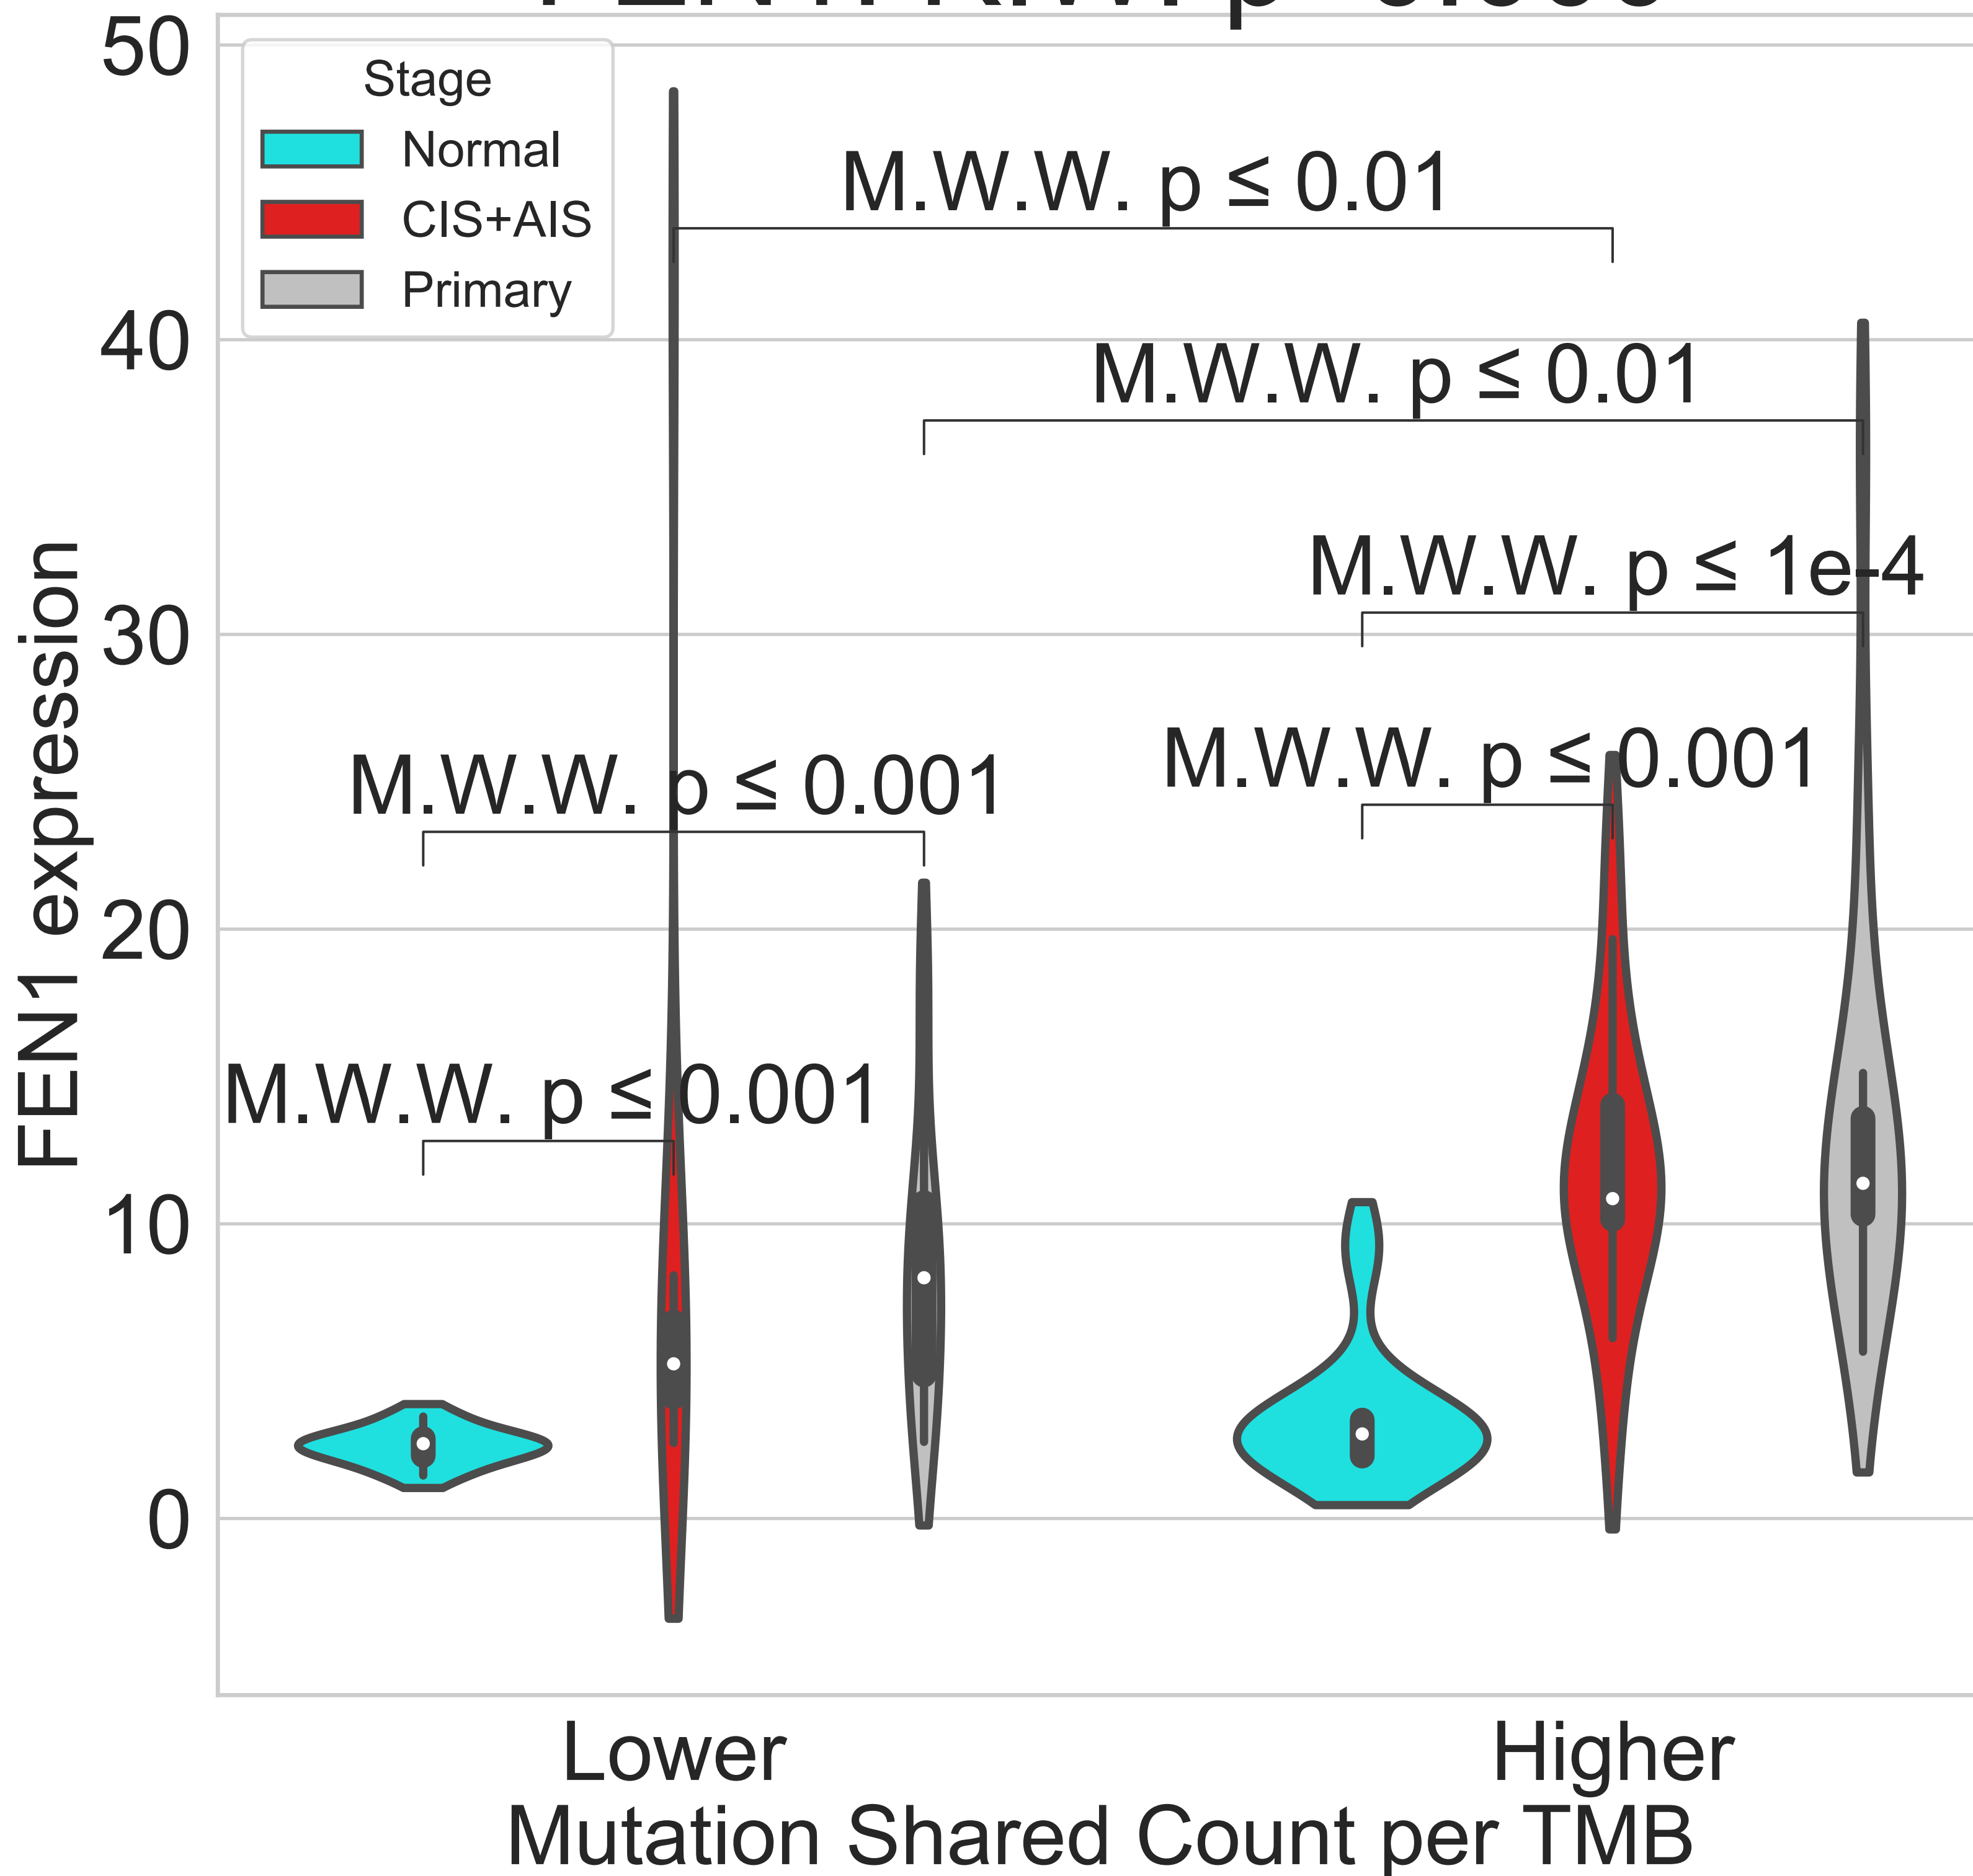 50
Stage
Normal
CIS+AIS
Primary
M.W.W. p ≤ 0.01
40
M.W.W. p ≤ 0.01
M.W.W. p ≤ 1e-4
30
M.W.W. p ≤ 0.001
M.W.W. p ≤ 0.001
20
M.W.W. p ≤ 0.001
10
0
FEN1 expression
Lower
Higher
Mutation Shared Count per TMB